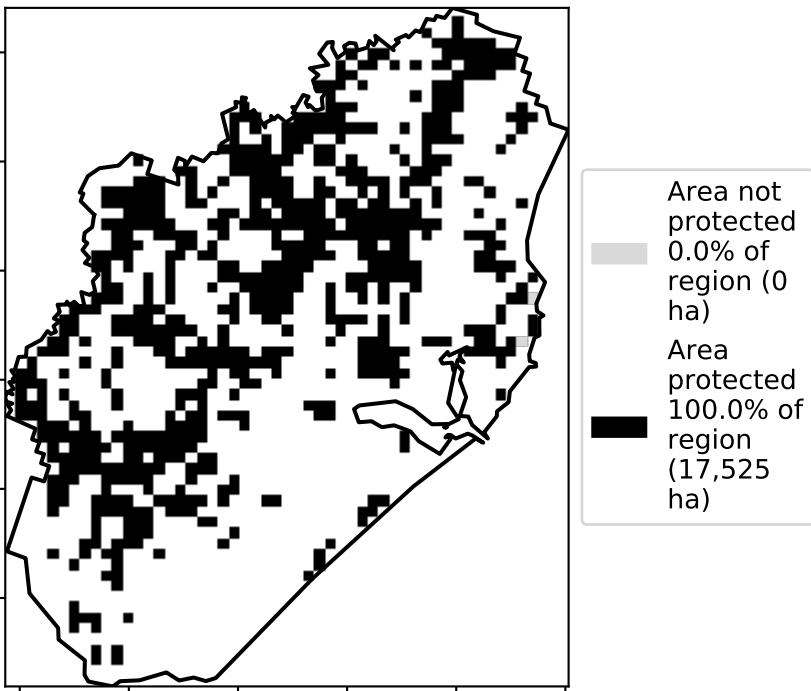 Area not
protected
0.0% of
region (0
ha)
Area
protected
100.0% of
region
(17,525
ha)